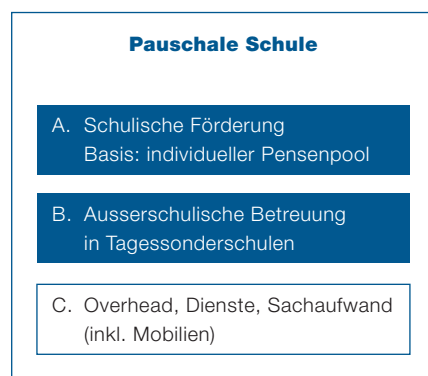 Pauschale Schule
A. Schulische Förderung
Basis: individueller Pensenpool
B. Ausserschulische Betreuung
in Tagessonderschulen
C. Overhead, Dienste, Sachaufwand
(inkl. Mobilien)